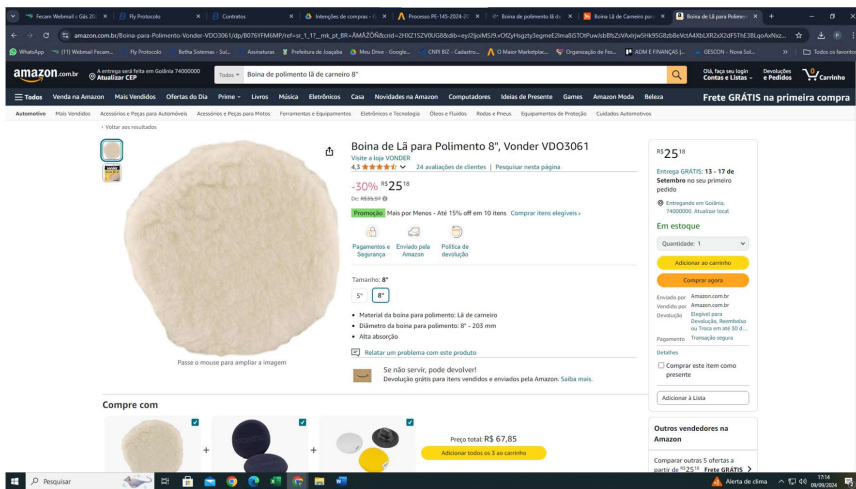 Fecam Webmail :: Gás 20
Fly Protocolo
Contratos
Intenções de compras - 
Processo PE-145-2024-20
Boina de polimento lã de
Boina Lã de Carneiro para
Boina de Lã para Polimento
amazon.com.br/Boina-para-Polimento-Vonder-VDO3061/dp/B076YFM6MP/
WhatsApp
(11) Webmail Fecam...
Fly Protocolo
Betha Sistemas - Sui...
Assinaturas
Prefeitura de Joaçaba
Meu Drive - Google...
CNPJ BIZ - Cadastro...
A O Maior Marketplac...
Organização de Fes...
ADM E FINANÇAS |...
GESCON - Nova Sol...
Todos os favoritos
amazon.com.br
A entrega será feita em Goiânia 74000000
Atualizar CEP
Todos
Boina de polimento lã de carneiro 8"
Olá, faça seu login
Contas e Listas
Devoluções
e Pedidos
0
Carrinho
Todos
Venda na Amazon
Mais Vendidos
Ofertas do Dia
Prime
Livros
Música
Eletrônicos
Casa
Novidades na Amazon
Computadores
Ideias de Presente
Games
Amazon Moda
Beleza
Frete GRÁTIS na primeira compra
Automotivo
Mais Vendidos
Acessórios e Peças para Automóveis
Acessórios e Peças para Motos
Ferramentas e Equipamentos
Eletrônicos e Tecnologia
Óleos e Fluidos
Rodas e Pneus
Equipamentos de Proteção
Cuidados Automotivos
‹ Voltar aos resultados
Passe o mouse para ampliar a imagem
Boina de Lã para Polimento 8", Vonder VDO3061
Visite a loja VONDER
4,3
24 avaliações de clientes | Pesquisar nesta página
-30% R$2518
De: R$35,97
Promoção Mais por Menos - Até 15% off em 10 itens Comprar itens elegíveis ›
Pagamentos e
Segurança
Enviado pela
Amazon
Política de
devolução
Tamanho: 8"
5"
8"
• Material da boina para polimento: Lã de carneiro
• Diâmetro da boina para polimento: 8" - 203 mm
• Alta absorção
Relatar um problema com este produto
Se não servir, pode devolver!
Devolução grátis para itens vendidos e enviados pela Amazon. Saiba mais.
R$2518
Entrega GRÁTIS: 13 - 17 de
Setembro no seu primeiro
pedido
Entregando em Goiânia,
74000000. Atualizar local
Em estoque
Quantidade: 1
Adicionar ao carrinho
Comprar agora
Enviado por Amazon.com.br
Vendido por Amazon.com.br
Devolução Elegível para
Devolução, Reembolso
ou Troca em até 30 d...
Pagamento Transação segura
Detalhes
Comprar este item como
presente
Adicionar à Lista
Outros vendedores na
Amazon
Comparar outras 5 ofertas a
partir de R$2518 Frete GRÁTIS
Compre com
+
+
Preço total: R$ 67,85
Adicionar todos os 3 ao carrinho
Pesquisar
Alerta de clima
17:14
09/09/2024